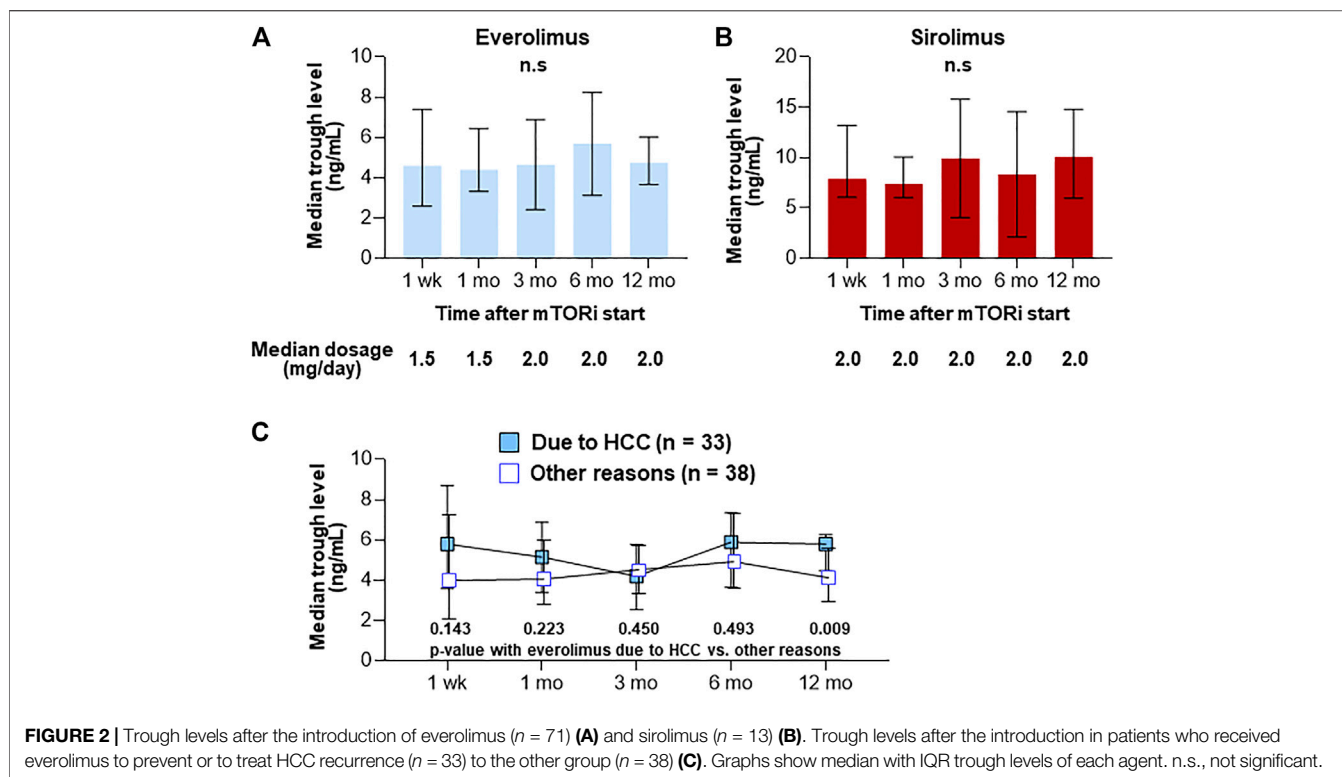 A
Everolimus
n.s
10
8
6
4
2
0
Median trough level
(ng/mL)
1 wk 1 mo 3 mo 6 mo 12 mo
Time after mTORi start
Median dosage
(mg/day)
1.5 1.5 2.0 2.0 2.0
B
Sirolimus
n.s
20
15
10
5
0
Median trough level
(ng/mL)
1 wk 1 mo 3 mo 6 mo 12 mo
Time after mTORi start
2.0 2.0 2.0 2.0 2.0
C
Due to HCC (n = 33)
Other reasons (n = 38)
10
8
6
4
2
0
Median trough level
(ng/mL)
0.143 0.223 0.450 0.493 0.009
p-value with everolimus due to HCC vs. other reasons
1 wk 1 mo 3 mo 6 mo 12 mo
FIGURE 2 | Trough levels after the introduction of everolimus (n = 71) (A) and sirolimus (n = 13) (B). Trough levels after the introduction in patients who received
everolimus to prevent or to treat HCC recurrence (n = 33) to the other group (n = 38) (C). Graphs show median with IQR trough levels of each agent. n.s., not significant.